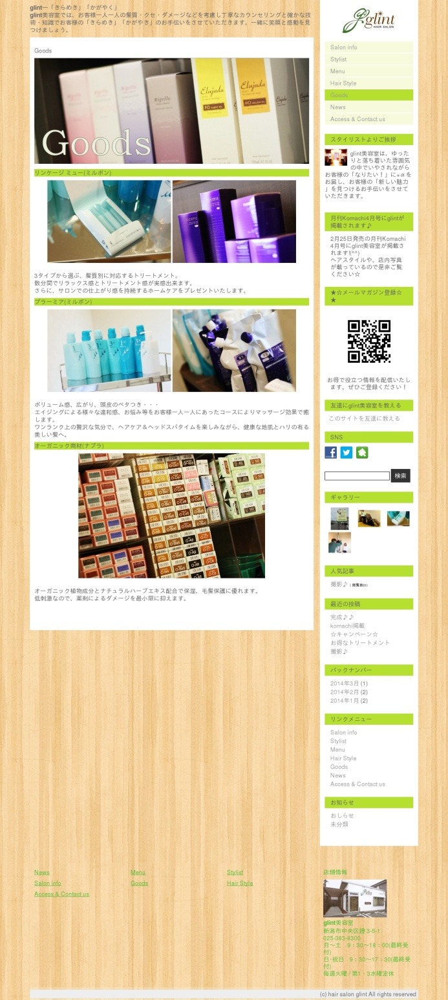 glintー「きらめき」「かがやく」
glint美容室では、お客様一人一人の髪質・クセ・ダメージなどを考慮し丁寧なカウンセリングと確かな技
術・知識でお客様の「きらめき」「かがやき」のお手伝いをさせていただきます。一緒に笑顔と感動を見
つけましょう。
Goods
Elujuda
FO
Elujuda
MO
Goods
リンケージ ミュー(ミルボン)
3タイプから選ぶ、髪質別に対応するトリートメント。
数分間でリラックス感とトリートメント感が実感出来ます。
さらに、サロンでの仕上がり感を持続するホームケアをプレゼントいたします。
プラーミア(ミルボン)
ボリューム感、広がり、頭皮のベタつき・・・
エイジングによる様々な違和感、お悩み等をお客様一人一人にあったコースによりマッサージ効果で癒
します。
ワンランク上の贅沢な気分で、ヘアケア＆ヘッドスパタイムを楽しみながら、健康な地肌とハリの有る
美しい髪へ。
オーガニック商材(ナプラ)
オーガニック植物成分とナチュラルハーブエキス配合で保湿、毛髪保護に優れます。
低刺激なので、薬剤によるダメージを最小限に抑えます。
glint
HAIR SALON
Salon info
Stylist
Menu
Hair Style
Goods
News
Access & Contact us
スタイリストよりご挨拶
glint美容室は、ゆった
りと落ち着いた雰囲気
の中でいやされながら
お客様の「なりたい！」に+αを
お届し、お客様の「新しい魅力
」を見つけるお手伝いをさせて
いただきます。
月刊Komachi4月号にglintが
掲載されます♪
2月25日発売の月刊Komachi
4月号にglint美容室が掲載さ
れます!(^^)
ヘアスタイルや、店内写真
が載っているので是非ご覧
ください☆
★☆メールマガジン登録☆
★
お得で役立つ情報を配信いたし
ます。ぜひご登録ください！
友達にglint美容室を教える
このサイトを友達に教える
SNS
検索
ギャラリー
人気記事
撮影♪
最近の投稿
完成♪♪
komachi掲載
☆キャンペーン☆
お得なトリートメント
撮影♪
バックナンバー
2014年3月 (1)
2014年2月 (2)
2014年1月 (2)
リンクメニュー
Salon info
Stylist
Menu
Hair Style
Goods
News
Access & Contact us
お知らせ
おしらせ
未分類
News
Menu
Stylist
Salon info
Goods
Hair Style
Access & Contact us
店舗情報
glint美容室
新潟市中央区鐙 3-5-1
025-383-8300
月～土　9：30～18：00(最終受
付)
日･祝日　9：30～17：30(最終受
付)
毎週火曜 / 第1・3水曜定休
(c) hair salon glint All rights reserved